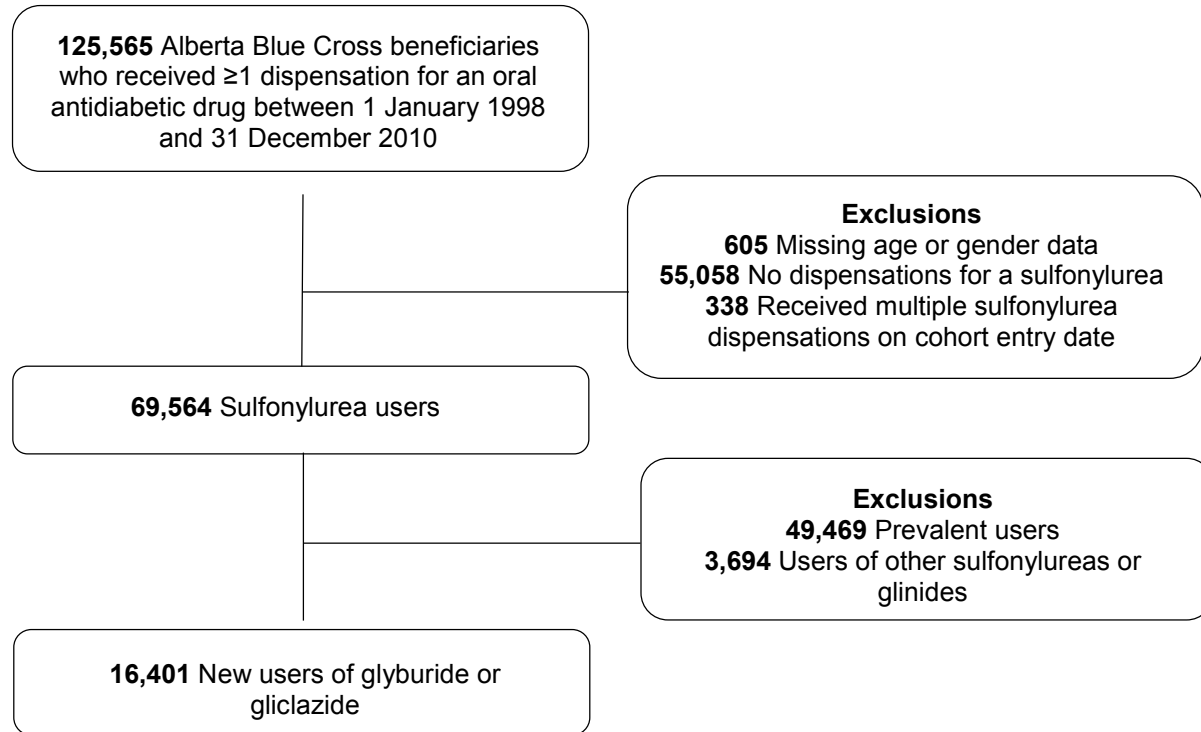 125,565 Alberta Blue Cross beneficiaries
who received ≥1 dispensation for an oral
antidiabetic drug between 1 January 1998
and 31 December 2010
Exclusions
605 Missing age or gender data
55,058 No dispensations for a sulfonylurea
338 Received multiple sulfonylurea
dispensations on cohort entry date
69,564 Sulfonylurea users
Exclusions
49,469 Prevalent users
3,694 Users of other sulfonylureas or
glinides
16,401 New users of glyburide or
gliclazide